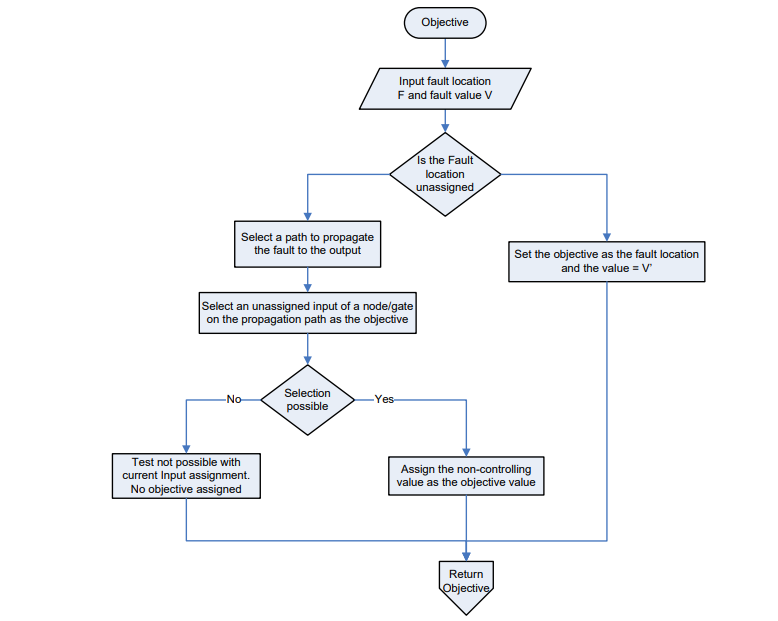 Objective
Input fault location
F and fault value V
Is the Fault
location
unassigned
Select a path to propagate
the fault to the output
Set the objective as the fault location
and the value = V'
Select an unassigned input of a node/gate
on the propagation path as the objective
Selection
possible
No
Yes
Test not possible with
current Input assignment.
No objective assigned
Assign the non-controlling
value as the objective value
Return
Objective